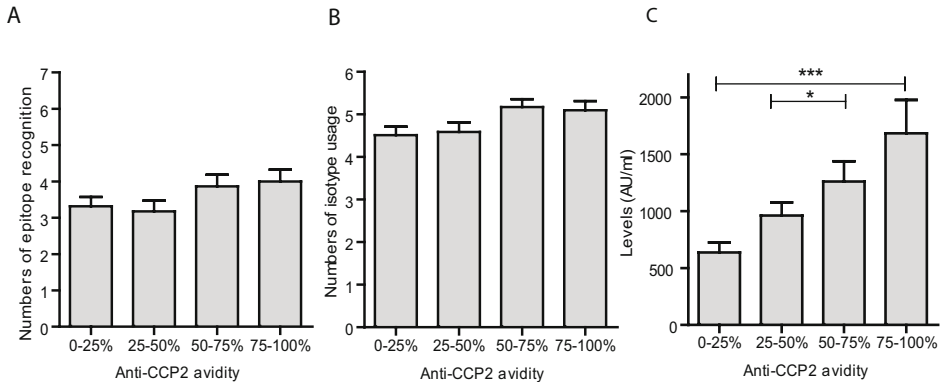 A
Numbers of epitope recognition
7
6
5
4
3
2
1
0
0-25% 25-50% 50-75% 75-100%
Anti-CCP2 avidity
B
Numbers of isotype usage
6
5
4
3
2
1
0
0-25% 25-50% 50-75% 75-100%
Anti-CCP2 avidity
C
Levels (AU/ml)
2000
1500
1000
500
0
***
*
0-25% 25-50% 50-75% 75-100%
Anti-CCP2 avidity